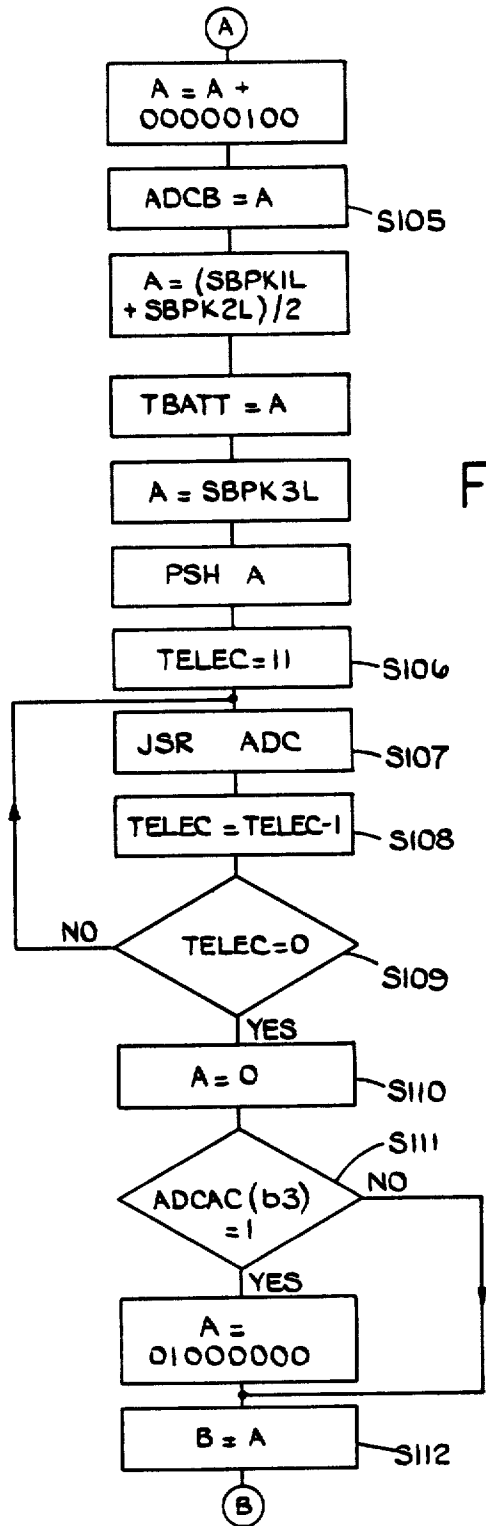 A
A = A +
00000100
ADCB = A
S105
A = (SBPK1L
+ SBPK2L)/2
TBATT = A
A = SBPK3L
F
PSH A
TELEC=11
S106
JSR ADC
S107
TELEC = TELEC-1
S108
NO
TELEC=0
S109
YES
A = 0
S110
S111
ADCAC (b3)
=1
NO
YES
A =
01000000
B = A
S112
B